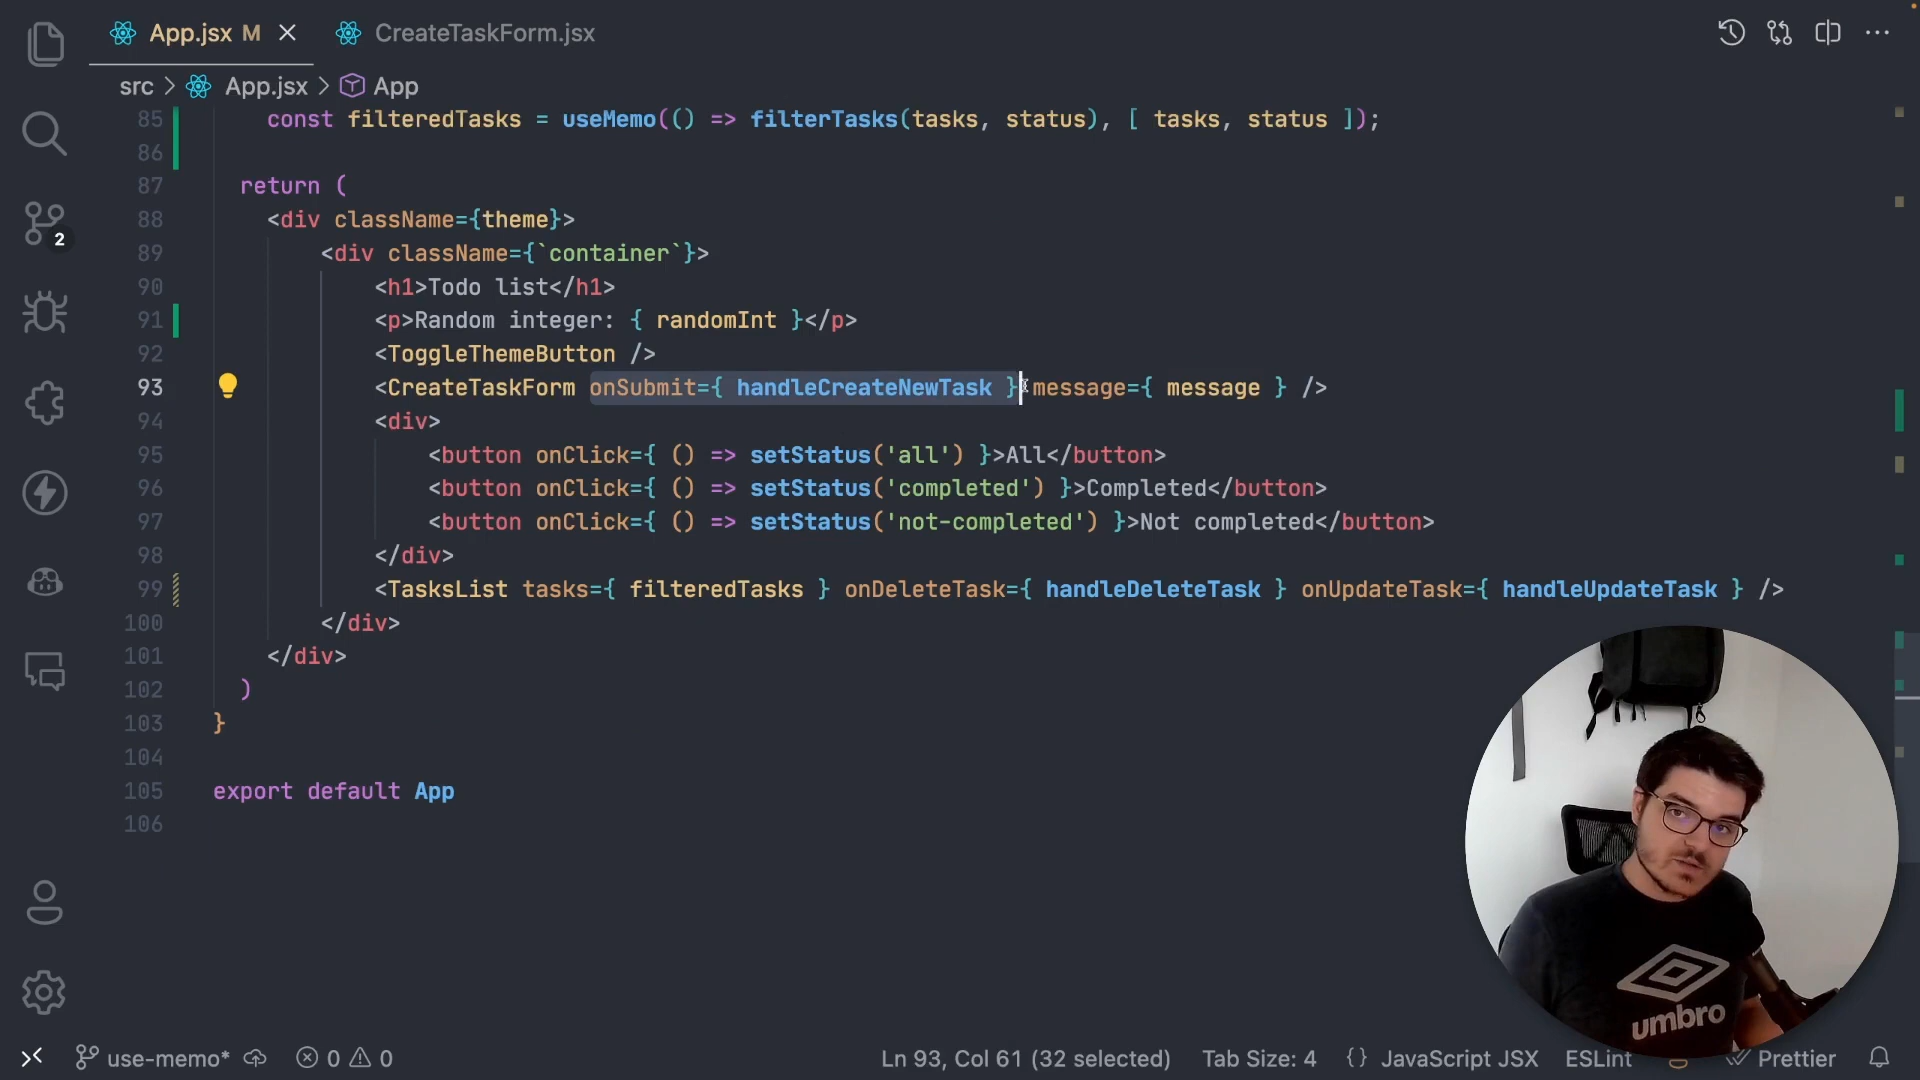 App.jsx M
CreateTaskForm.jsx
src > App.jsx > App
85 const filteredTasks = useMemo(() => filterTasks(tasks, status), [ tasks, status ]);
86
87 return (
88 <div className={theme}>
89 <div className={`container`}>
90 <h1>Todo list</h1>
91 <p>Random integer: { randomInt }</p>
92 <ToggleThemeButton />
93 <CreateTaskForm onSubmit={ handleCreateNewTask } message={ message } />
94 <div>
95 <button onClick={ () => setStatus('all') }>All</button>
96 <button onClick={ () => setStatus('completed') }>Completed</button>
97 <button onClick={ () => setStatus('not-completed') }>Not completed</button>
98 </div>
99 <TasksList tasks={ filteredTasks } onDeleteTask={ handleDeleteTask } onUpdateTask={ handleUpdateTask } />
100 </div>
101 </div>
102 )
103 }
104
105 export default App
106
2
umbro
use-memo* 0 0 Ln 93, Col 61 (32 selected) Tab Size: 4 {} JavaScript JSX ESLint Prettier